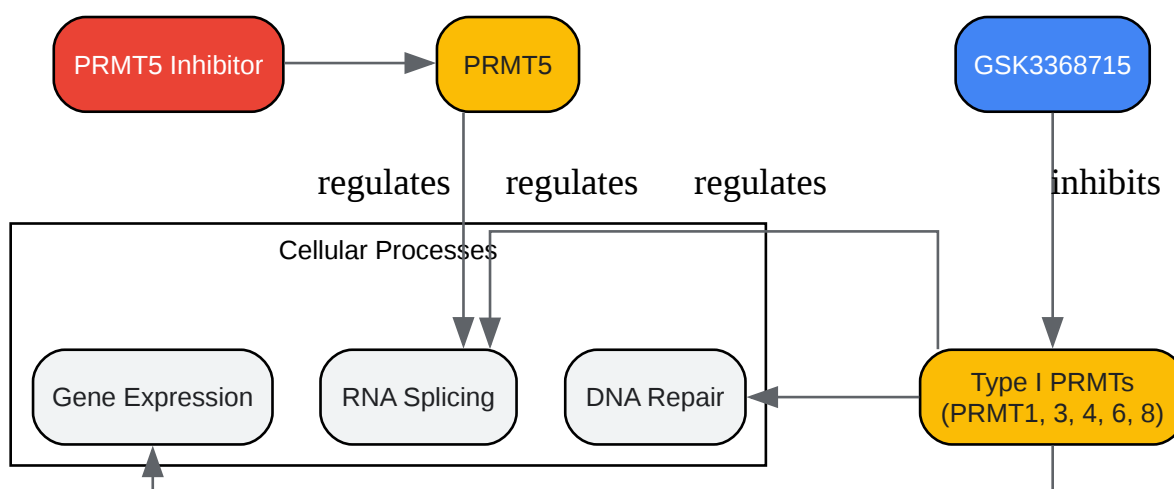 PRMT5 Inhibitor
PRMT5
GSK3368715
regulates
regulates
regulates
inhibits
Cellular Processes
Gene Expression
RNA Splicing
DNA Repair
Type I PRMTs
(PRMT1, 3, 4, 6, 8)